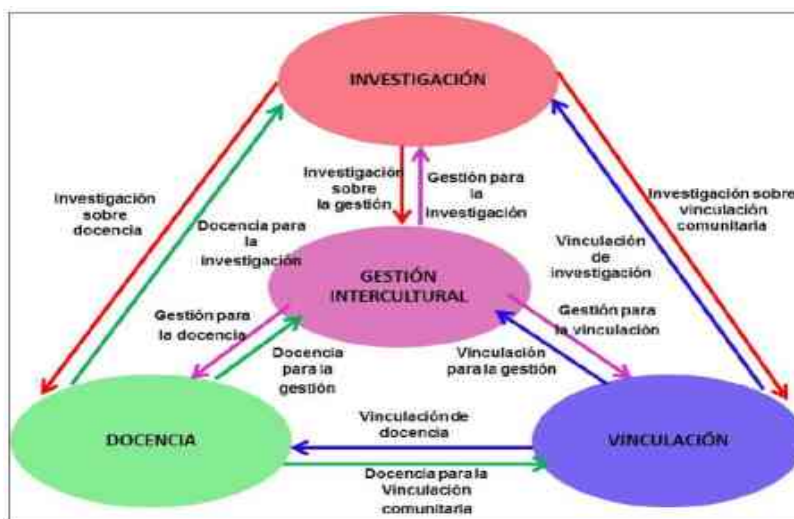 INVESTIGACIÓN
Investigación
sobre
docencia
Docencia para
la
investigación
Investigación
sobre
la gestión
Gestión para
la
Investigación
Vinculación
de
investigación
Investigación sobre
vinculación
comunitaria
GESTIÓN
INTERCULTURAL
Gestión para
la docencia
Docencia
para la
gestión
Vinculación
para la gestión
Gestión para
la vinculación
DOCENCIA
Vinculación de
docencia
Docencia para la
Vinculación
comunitaria
VINCULACIÓN